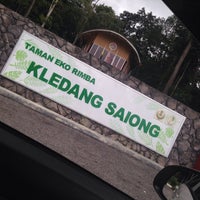 TAMAN EKO RIMBA
KLEDANG SAIONG